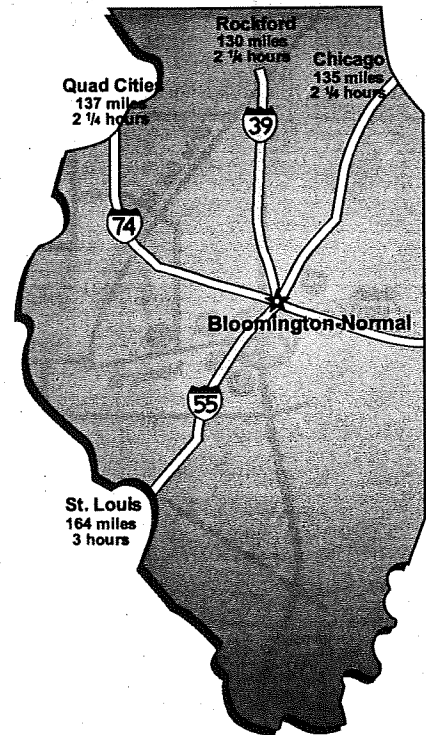 Rockford
130 miles
2 ¼ hours
Chicago
135 miles
2 ¼ hours
Quad Cities
137 miles
2 ¼ hours
39
74
Bloomington-Normal
55
St. Louis
164 miles
3 hours